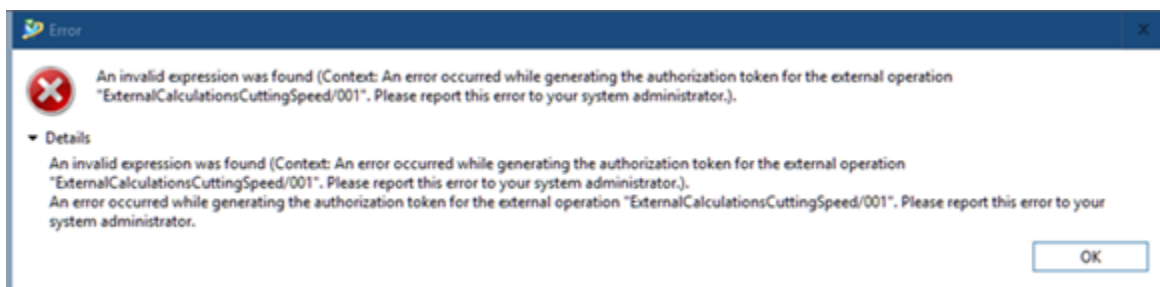 Error
An invalid expression was found (Context: An error occurred while generating the authorization token for the external operation
"ExternalCalculationsCuttingSpeed/001". Please report this error to your system administrator.).
Details
An invalid expression was found (Context: An error occurred while generating the authorization token for the external operation
"ExternalCalculationsCuttingSpeed/001". Please report this error to your system administrator.).
An error occurred while generating the authorization token for the external operation "ExternalCalculationsCuttingSpeed/001". Please report this error to your
system administrator.
OK